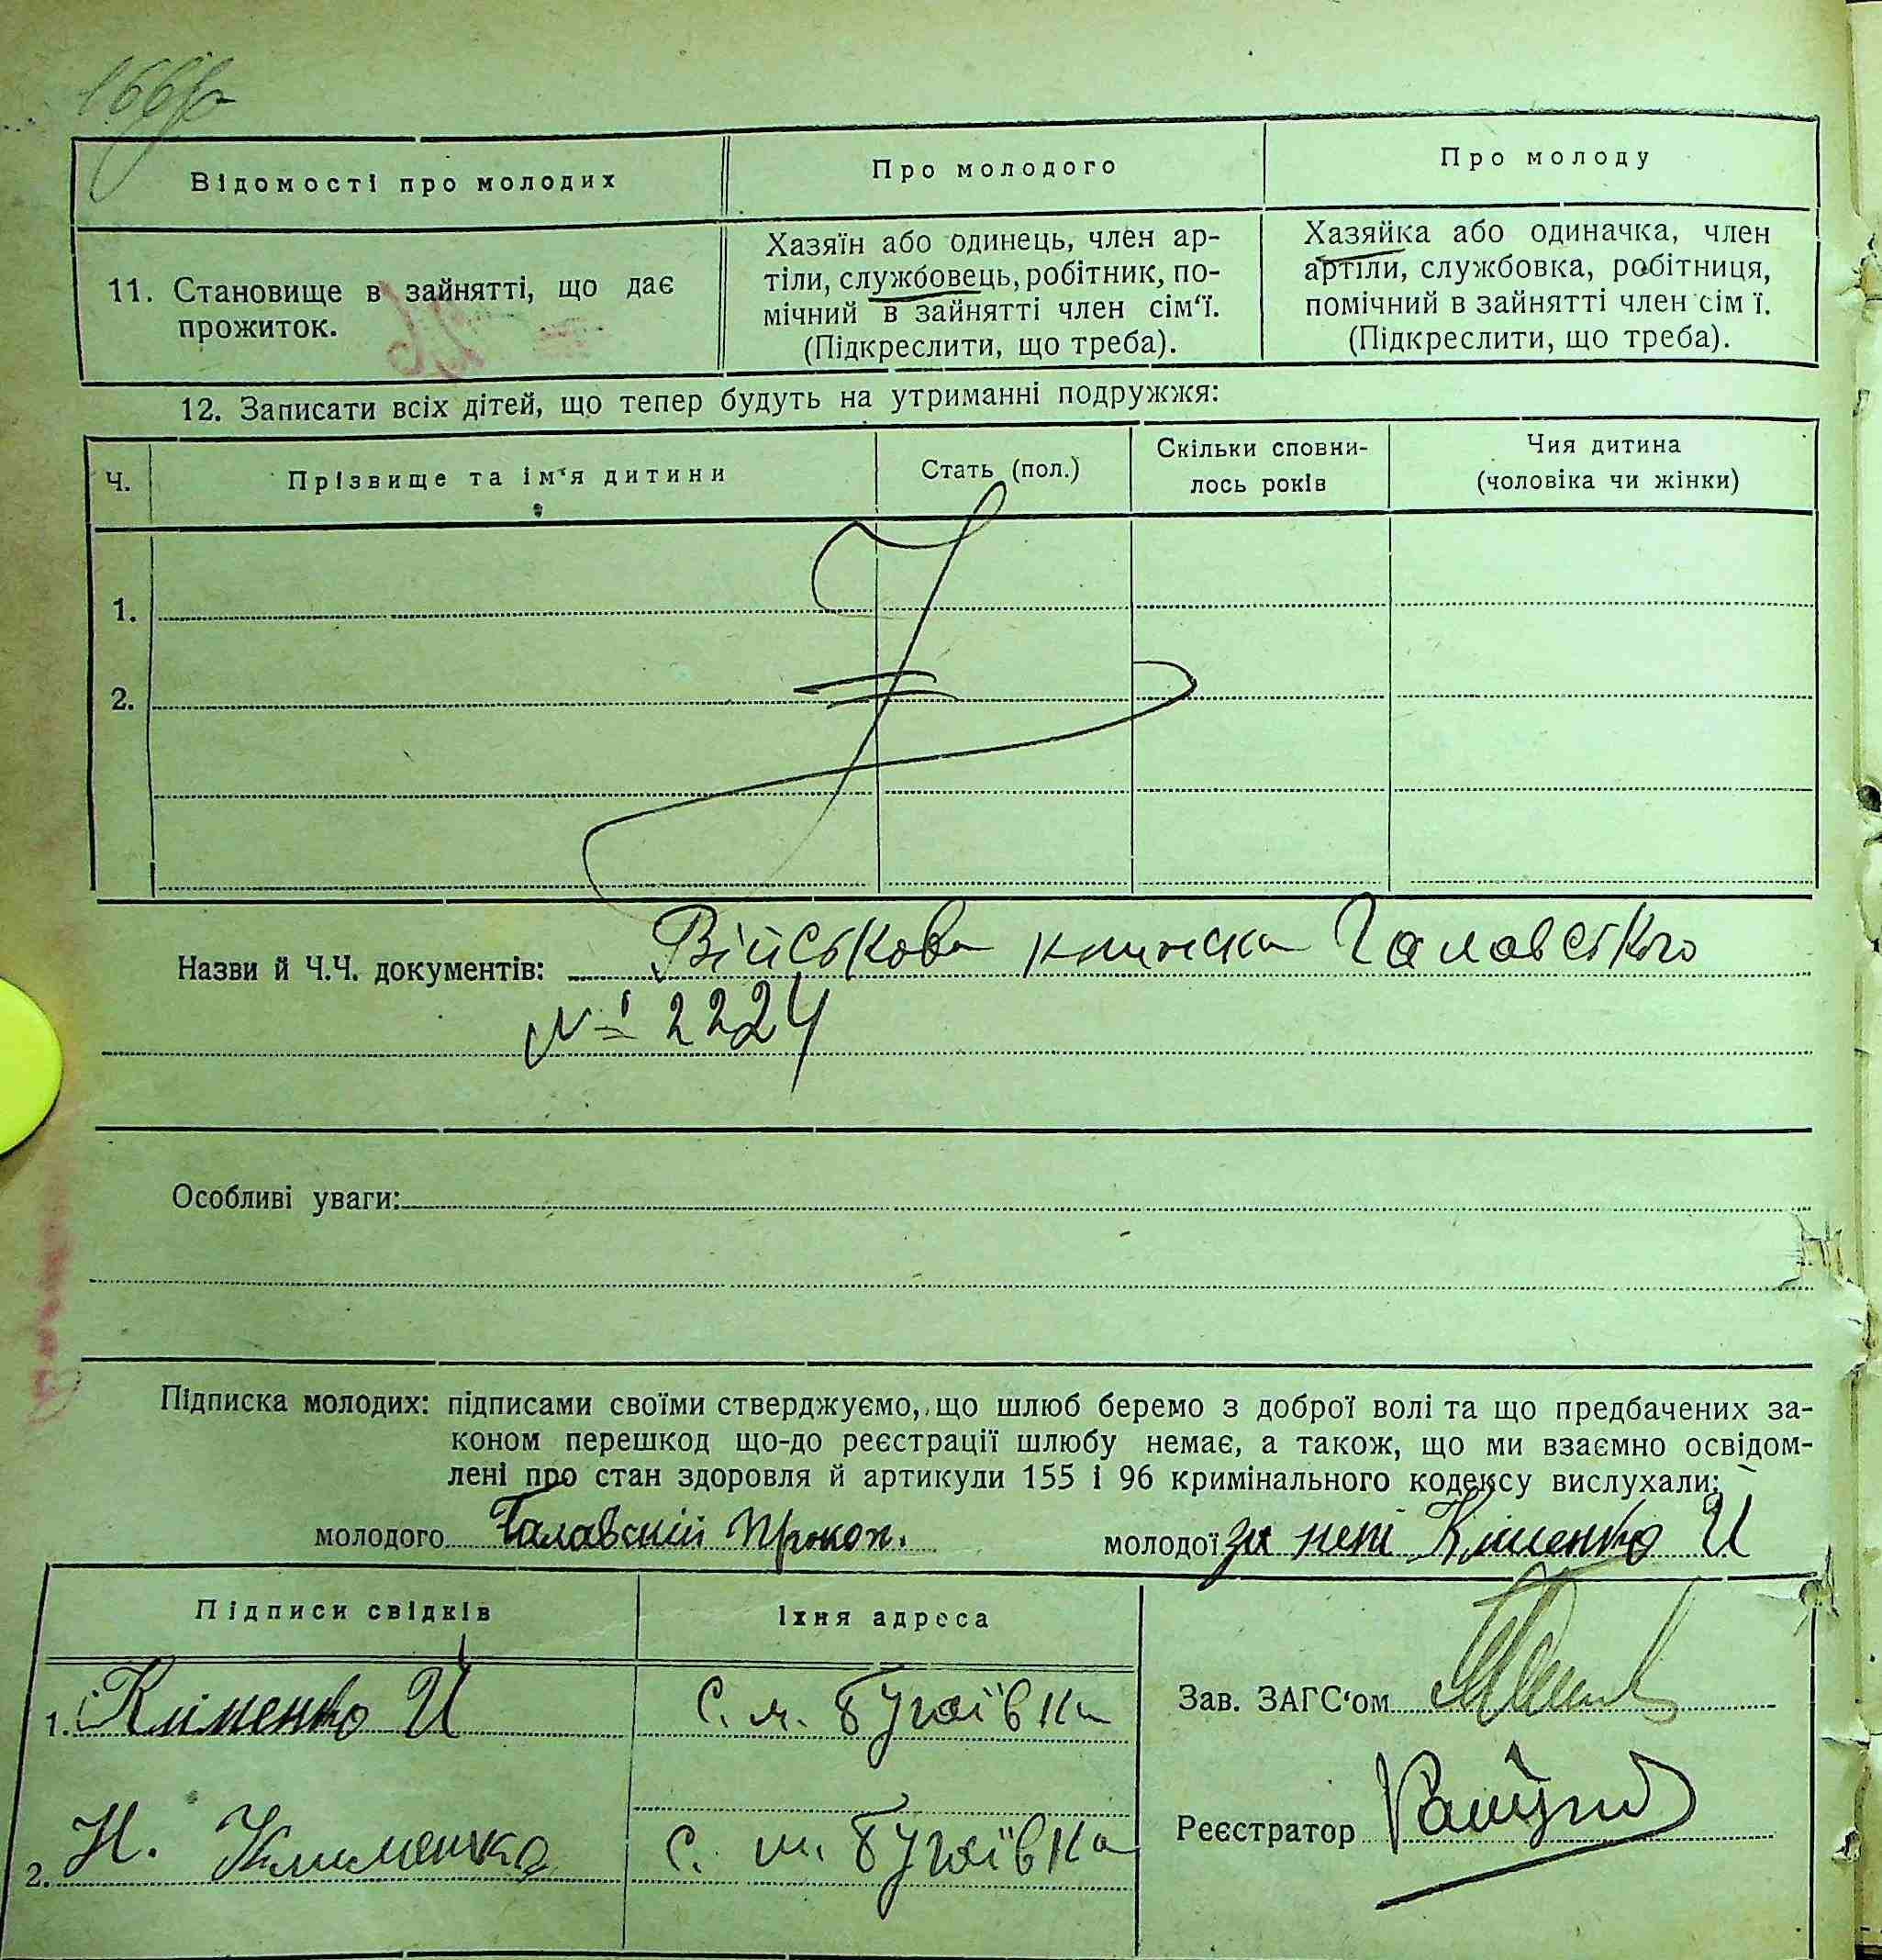 Відомості про молодих
Про молодого
Про молоду
11. Становище в зайнятті, що дає
прожиток.
Хазяїн або одинець, член ар-
тіли, службовець, робітник, по-
мічний в зайнятті член сім'ї.
(Підкреслити, що треба).
Хазяйка або одиначка, член
артіли, службовка, робітниця,
помічний в зайнятті член сім ї.
(Підкреслити, що треба).
12. Записати всіх дітей, що тепер будуть на утриманні подружжя:
Ч.
Прізвище та ім'я дитини
Стать (пол.)
Скільки сповни-
лось років
Чия дитина
(чоловіка чи жінки)
1.
2.
Назви й Ч.Ч. документів: Військова книжка Галавського
№ 2224
Особливі уваги:
Підписка молодих: підписами своїми стверджуємо, що шлюб беремо з доброї волі та що предбачених за-
коном перешкод що-до реєстрації шлюбу немає, а також, що ми взаємно освідом-
лені про стан здоровля й артикули 155 і 96 кримінального кодексу вислухали:
молодого Галавский Прокоп. молодої за неї Кліменко И
Підписи свідків
Їхня адреса
1. Кліменко И
с. м. Бугаївка
Зав. ЗАГС'ом
2. Н. Клименко
с. м. Бугаївка
Реєстратор